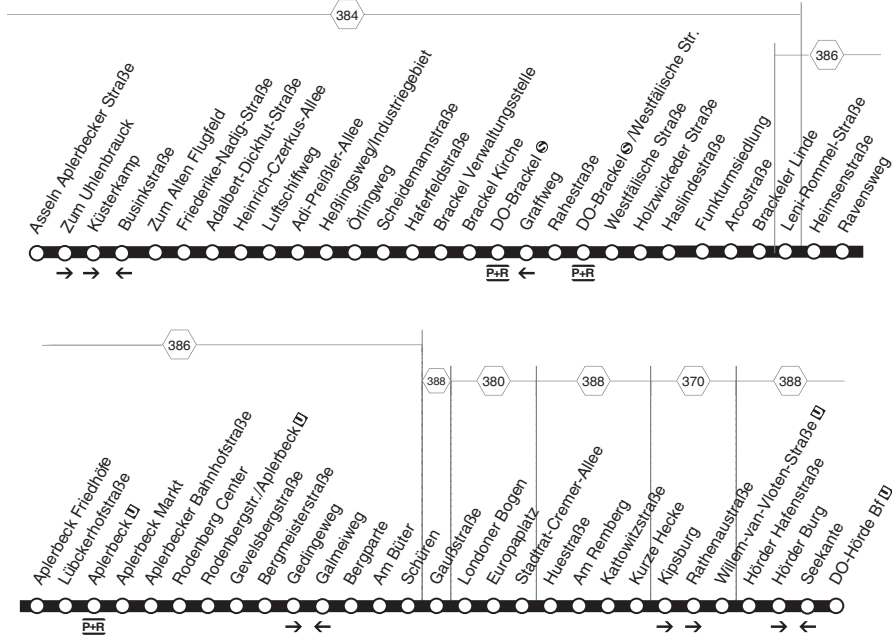 384
386
Asseln Aplerbecker Straße
Zum Uhlenbrauck
Küsterkamp
Businkstraße
Zum Alten Flugfeld
Friederike-Nadig-Straße
Adalbert-Dickhut-Straße
Heinrich-Czerkus-Allee
Luftschiffweg
Adi-Preißler-Allee
Heßlingsweg/Industriegebiet
Örlingweg
Scheidemannstraße
Haferfeldstraße
Brackel Verwaltungsstelle
Brackel Kirche
DO-Brackel S
Graffweg
Rahestraße
DO-Brackel S /Westfälische Str.
Westfälische Straße
Holzwickeder Straße
Haslindestraße
Funkturmsiedlung
Arcostraße
Brackeler Linde
Leni-Rommel-Straße
Heimsenstraße
Ravensweg
→ → ← P+R ← P+R
386
388 380 388 370 388
Aplerbeck Friedhöfe
Lübckerhofstraße
Aplerbeck U
Aplerbeck Markt
Aplerbecker Bahnhofstraße
Rodenberg Center
Rodenbergstr./Aplerbeck U
Gevelsbergstraße
Bergmeisterstraße
Gedingeweg
Galmeiweg
Bergparte
Am Büter
Schüren
Gaußstraße
Londoner Bogen
Europaplatz
Stadtrat-Cremer-Allee
Huestraße
Am Remberg
Kattowitzstraße
Kurze Hecke
Kipsburg
Rathenaustraße
Willem-van-Vloten-Straße U
Hörder Hafenstraße
Hörder Burg
Seekante
DO-Hörde Bf U
P+R → ← → → → ←